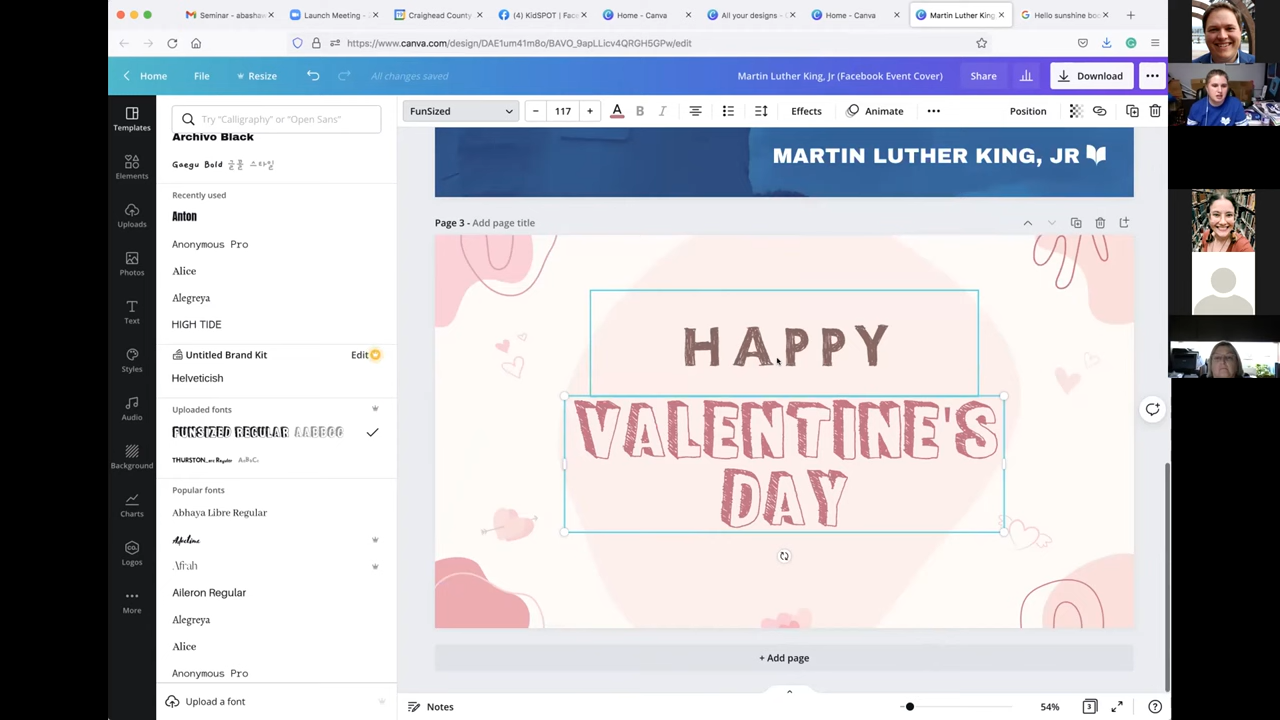 Seminar - abashaw
Launch Meeting -
Craighead County
(4) KidSPOT | Fac
Home - Canva
All your designs - C
Home - Canva
Martin Luther King,
Hello sunshine boo
https://www.canva.com/design/DAE1um41m8o/BAVO_9apLLicv4QRGH5GPw/edit
Home
File
Resize
All changes saved
Martin Luther King, Jr (Facebook Event Cover)
Share
Download
Templates
Elements
Uploads
Photos
Text
Styles
Audio
Background
Charts
Logos
More
Try "Calligraphy" or "Open Sans"
Archivo Black
Gaegu Bold
Recently used
Anton
Anonymous Pro
Alice
Alegreya
HIGH TIDE
Untitled Brand Kit
Edit
Helveticish
Uploaded fonts
FUNSIZED REGULAR AABBCC
Popular fonts
Abhaya Libre Regular
Adelime
Afrah
Aileron Regular
Alegreya
Alice
Anonymous Pro
Upload a font
FunSized
117
A
B
I
Effects
Animate
Position
MARTIN LUTHER KING, JR
Page 3 - Add page title
HAPPY
VALENTINE'S
DAY
+ Add page
Notes
54%
3